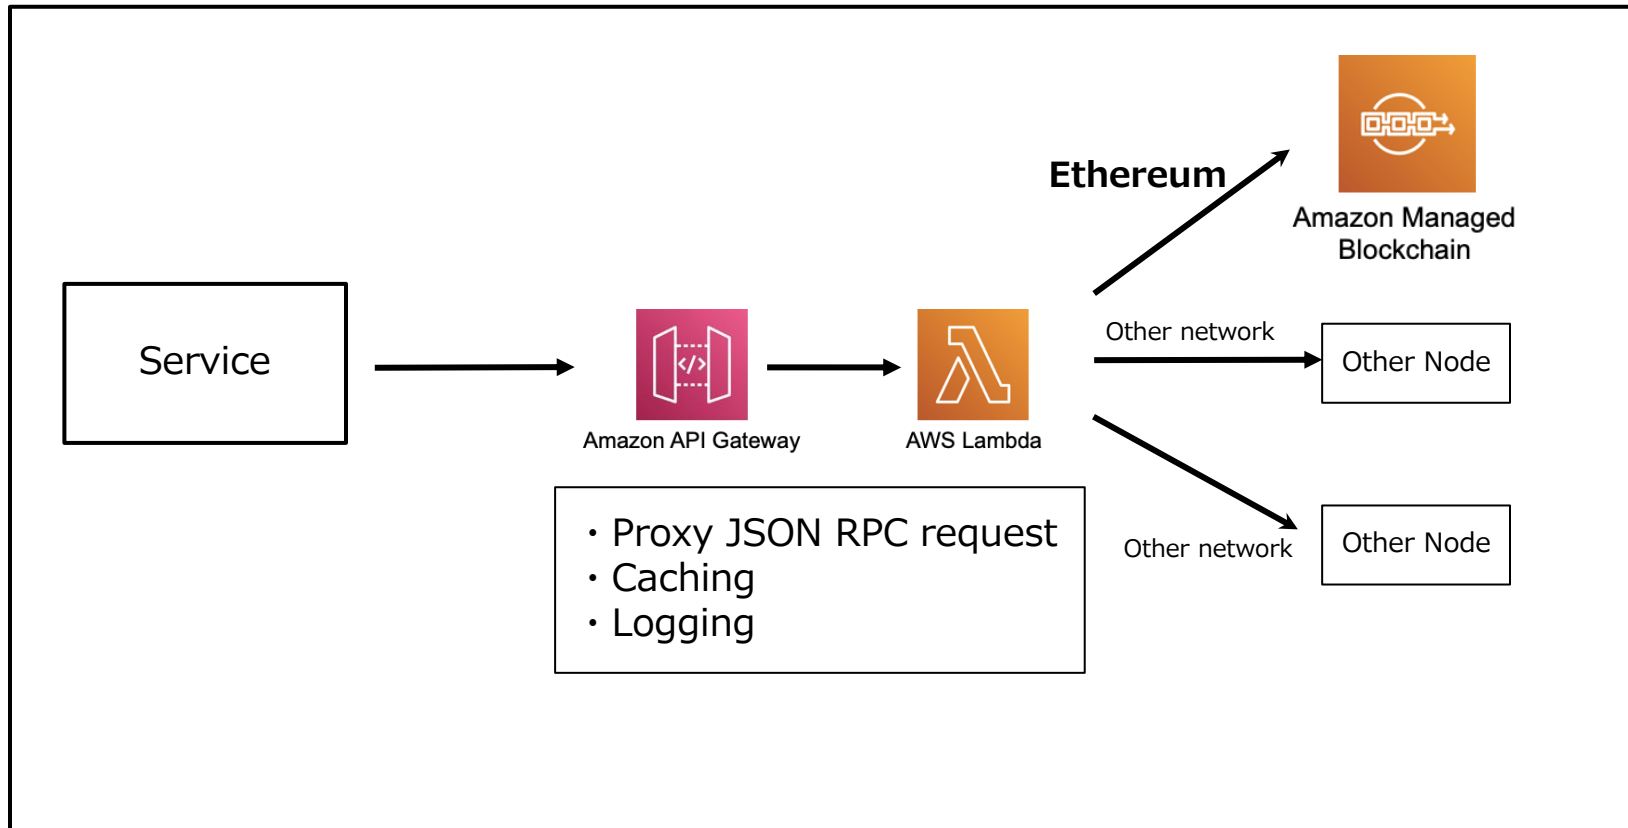 Ethereum
Amazon Managed
Blockchain
Service
Other network
Other Node
Amazon API Gateway
AWS Lambda
・Proxy JSON RPC request
・Caching
・Logging
Other network
Other Node